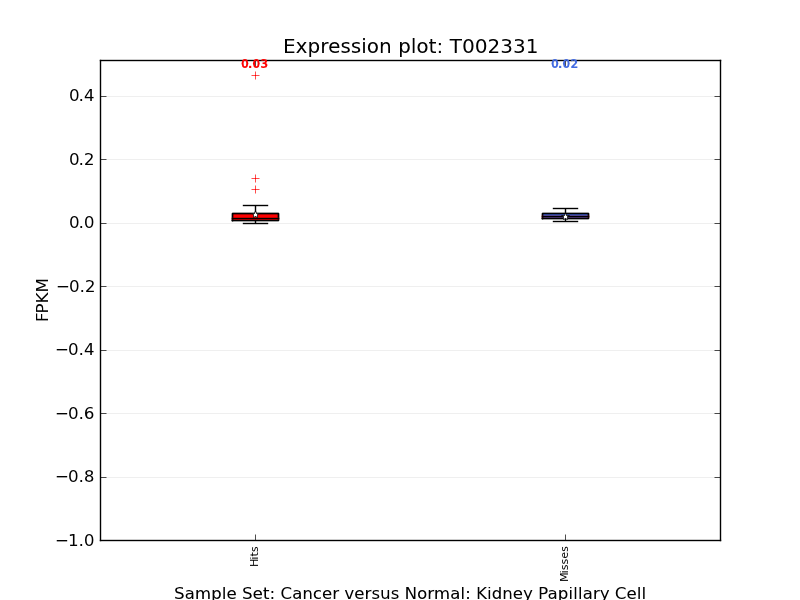 Expression plot: T002331
0.03
0.02
0.4
0.2
0.0
−0.2
−0.4
−0.6
−0.8
−1.0
FPKM
Hits
Misses
Sample Set: Cancer versus Normal: Kidney Papillary Cell